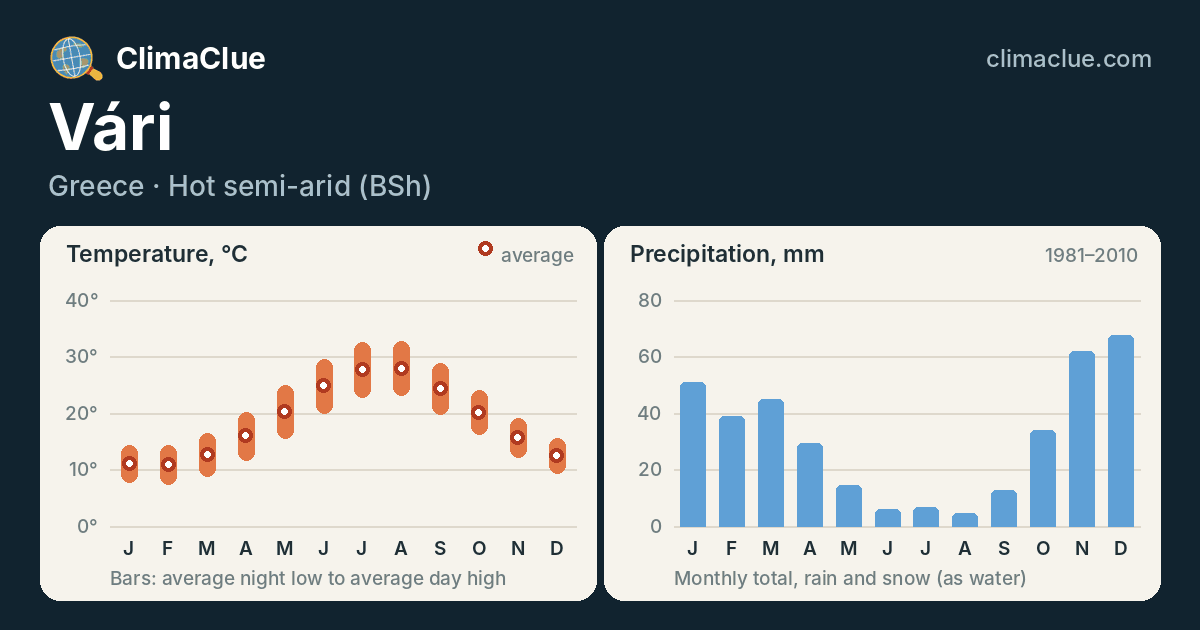 ClimaClue
climaclue.com
Vári
Greece · Hot semi-arid (BSh)
Temperature, °C
average
40°
30°
20°
10°
0°
J F M A M J J A S O N D
Bars: average night low to average day high
Precipitation, mm
1981–2010
80
60
40
20
0
J F M A M J J A S O N D
Monthly total, rain and snow (as water)